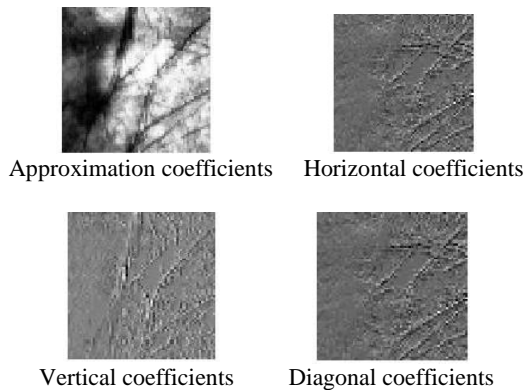 Approximation coefficients
Horizontal coefficients
Vertical coefficients
Diagonal coefficients